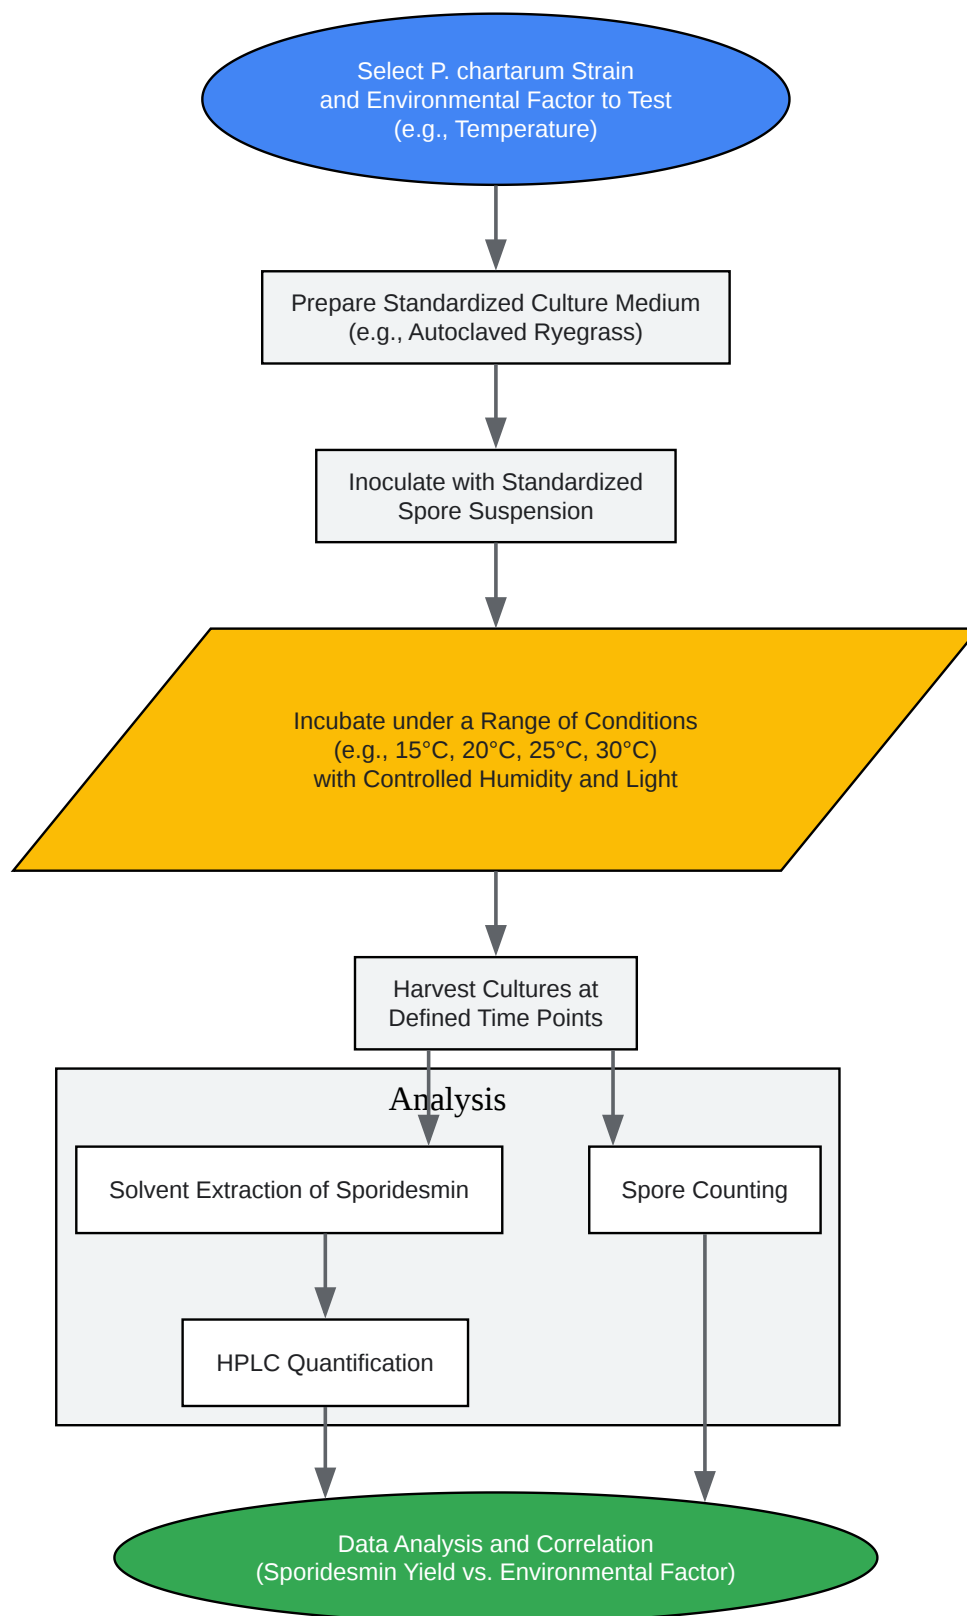 Select P. chartarum Strain
and Environmental Factor to Test
(e.g., Temperature)
Prepare Standardized Culture Medium
(e.g., Autoclaved Ryegrass)
Inoculate with Standardized
Spore Suspension
Incubate under a Range of Conditions
(e.g., 15°C, 20°C, 25°C, 30°C)
with Controlled Humidity and Light
Harvest Cultures at
Defined Time Points
Analysis
Solvent Extraction of Sporidesmin
Spore Counting
HPLC Quantification
Data Analysis and Correlation
(Sporidesmin Yield vs. Environmental Factor)